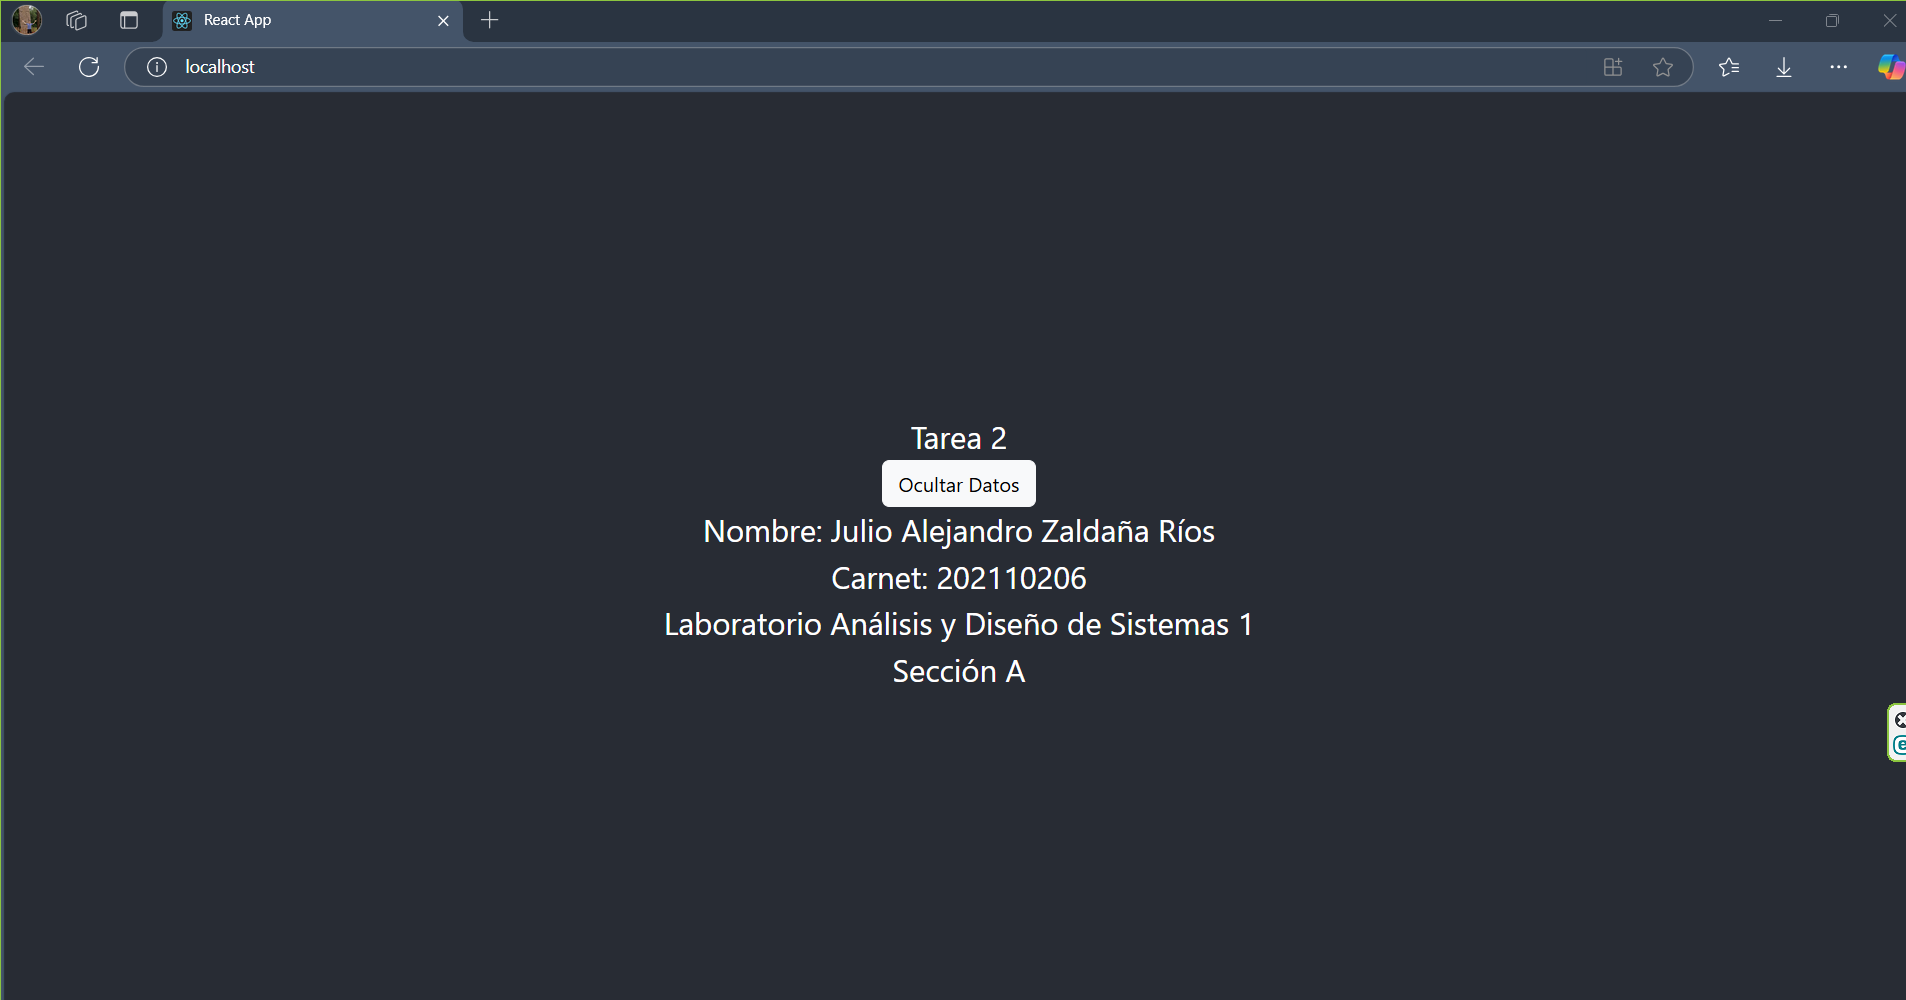 React App
localhost
Tarea 2
Ocultar Datos
Nombre: Julio Alejandro Zaldaña Ríos
Carnet: 202110206
Laboratorio Análisis y Diseño de Sistemas 1
Sección A